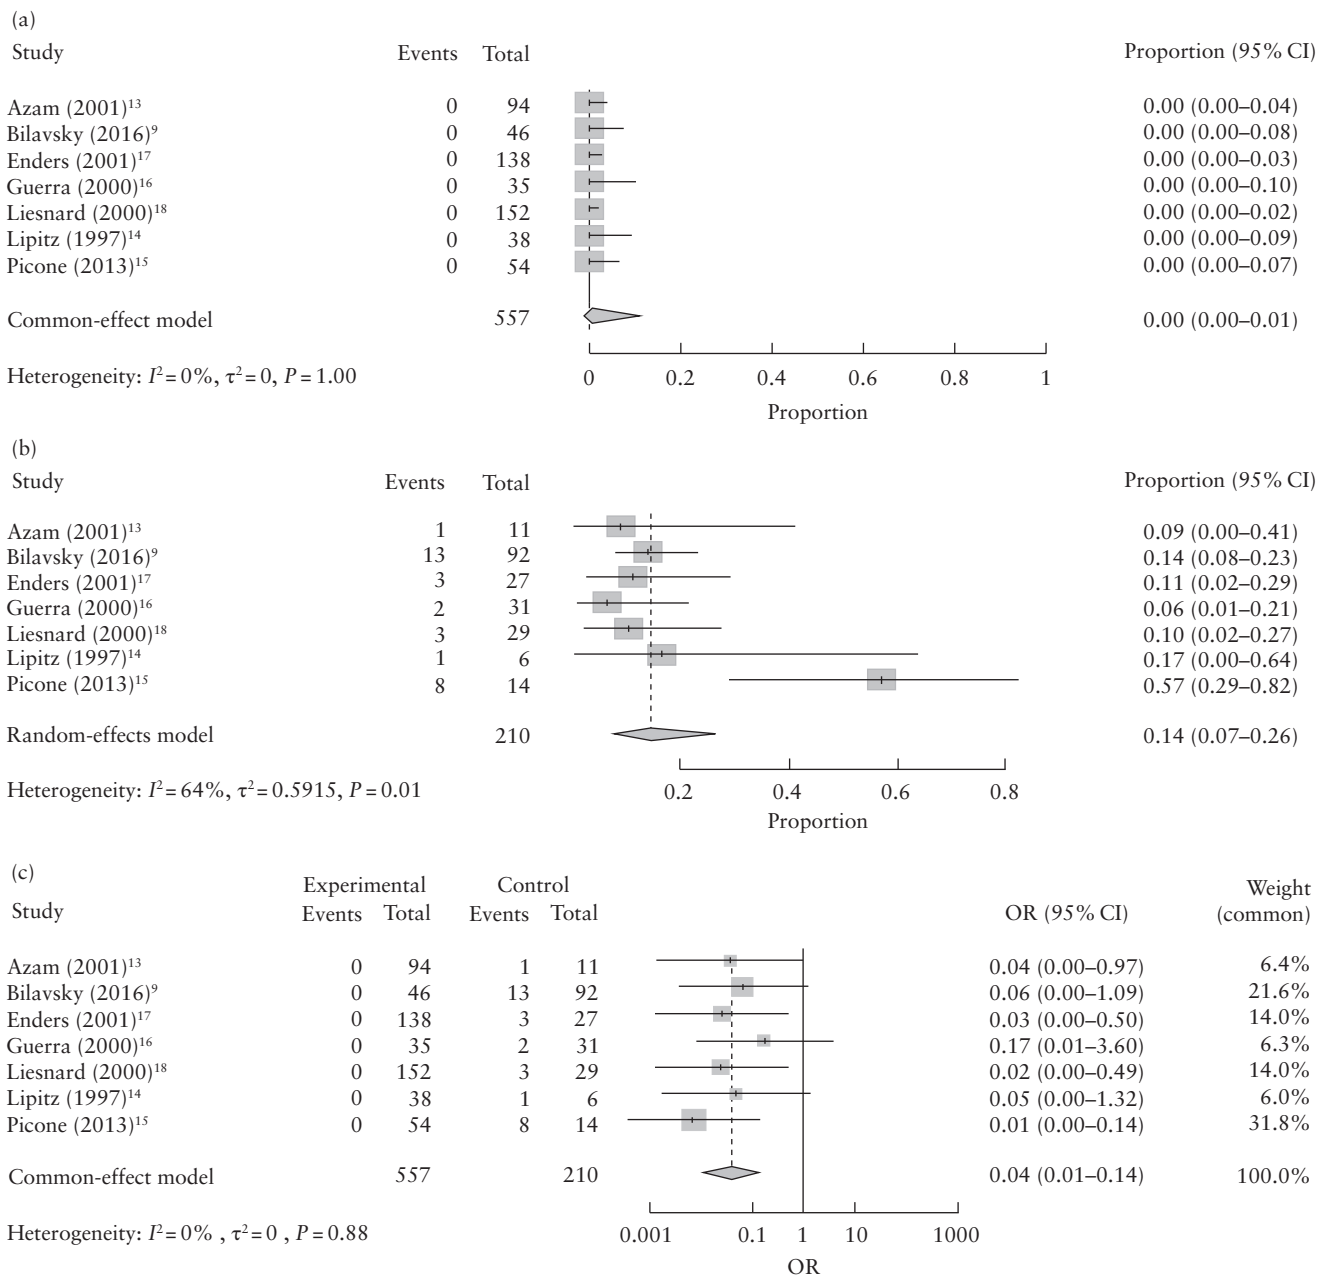 (a)
Study Events Total Proportion (95% CI)
Azam (2001)¹³ 0 94 0.00 (0.00–0.04)
Bilavsky (2016)⁹ 0 46 0.00 (0.00–0.08)
Enders (2001)¹⁷ 0 138 0.00 (0.00–0.03)
Guerra (2000)¹⁶ 0 35 0.00 (0.00–0.10)
Liesnard (2000)¹⁸ 0 152 0.00 (0.00–0.02)
Lipitz (1997)¹⁴ 0 38 0.00 (0.00–0.09)
Picone (2013)¹⁵ 0 54 0.00 (0.00–0.07)
Common-effect model 557 0.00 (0.00–0.01)
Heterogeneity: I² = 0%, τ² = 0, P = 1.00
0 0.2 0.4 0.6 0.8 1
Proportion
(b)
Study Events Total Proportion (95% CI)
Azam (2001)¹³ 1 11 0.09 (0.00–0.41)
Bilavsky (2016)⁹ 13 92 0.14 (0.08–0.23)
Enders (2001)¹⁷ 3 27 0.11 (0.02–0.29)
Guerra (2000)¹⁶ 2 31 0.06 (0.01–0.21)
Liesnard (2000)¹⁸ 3 29 0.10 (0.02–0.27)
Lipitz (1997)¹⁴ 1 6 0.17 (0.00–0.64)
Picone (2013)¹⁵ 8 14 0.57 (0.29–0.82)
Random-effects model 210 0.14 (0.07–0.26)
Heterogeneity: I² = 64%, τ² = 0.5915, P = 0.01
0.2 0.4 0.6 0.8
Proportion
(c)
Experimental Control Weight
Study Events Total Events Total OR (95% CI) (common)
Azam (2001)¹³ 0 94 1 11 0.04 (0.00–0.97) 6.4%
Bilavsky (2016)⁹ 0 46 13 92 0.06 (0.00–1.09) 21.6%
Enders (2001)¹⁷ 0 138 3 27 0.03 (0.00–0.50) 14.0%
Guerra (2000)¹⁶ 0 35 2 31 0.17 (0.01–3.60) 6.3%
Liesnard (2000)¹⁸ 0 152 3 29 0.02 (0.00–0.49) 14.0%
Lipitz (1997)¹⁴ 0 38 1 6 0.05 (0.00–1.32) 6.0%
Picone (2013)¹⁵ 0 54 8 14 0.01 (0.00–0.14) 31.8%
Common-effect model 557 210 0.04 (0.01–0.14) 100.0%
Heterogeneity: I² = 0% , τ² = 0 , P = 0.88
0.001 0.1 1 10 1000
OR